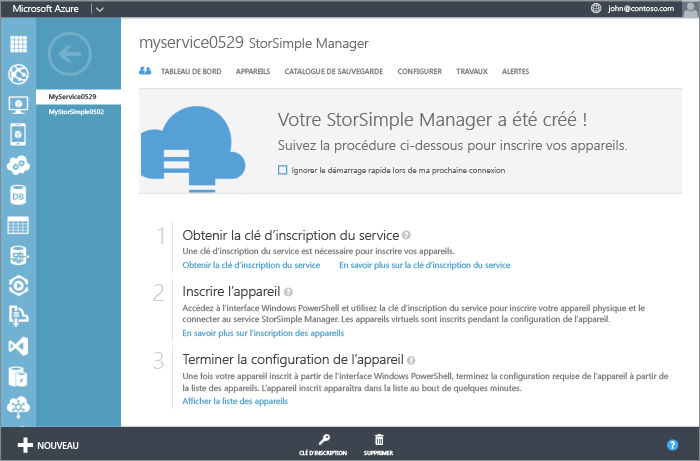 Microsoft Azure
john@contoso.com
myservice0529 StorSimple Manager
TABLEAU DE BORD APPAREILS CATALOGUE DE SAUVEGARDE CONFIGURER TRAVAUX ALERTES
MyService0529
MyStorSimple0502
DB
Votre StorSimple Manager a été créé !
Suivez la procédure ci-dessous pour inscrire vos appareils.
Ignorer le démarrage rapide lors de ma prochaine connexion
1 Obtenir la clé d'inscription du service ?
Une clé d'inscription du service est nécessaire pour inscrire vos appareils.
Obtenir la clé d'inscription du service En savoir plus sur la clé d'inscription du service
2 Inscrire l'appareil ?
Accédez à l'interface Windows PowerShell et utilisez la clé d'inscription du service pour inscrire votre appareil physique et le
connecter au service StorSimple Manager. Les appareils virtuels sont inscrits pendant la configuration de l'appareil.
En savoir plus sur l'inscription des appareils
3 Terminer la configuration de l'appareil ?
Une fois votre appareil inscrit à partir de l'interface Windows PowerShell, terminez la configuration requise de l'appareil à partir de
la liste des appareils. L'appareil inscrit apparaîtra dans la liste au bout de quelques minutes.
Afficher la liste des appareils
NOUVEAU
CLÉ D'INSCRIPTION
SUPPRIMER
?